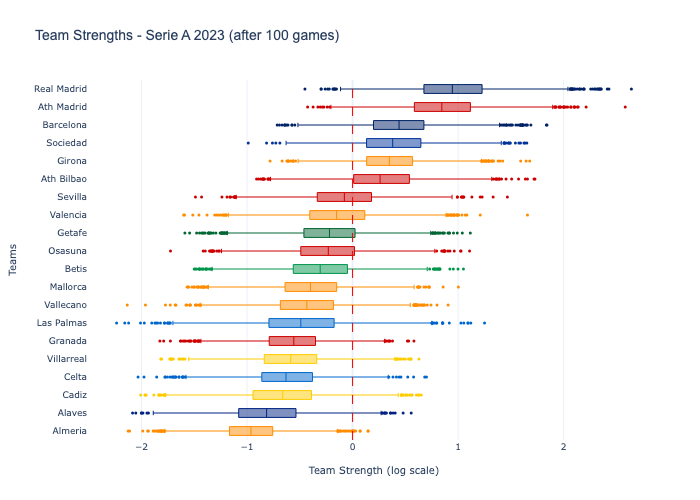 Team Strengths - Serie A 2023 (after 100 games)
Real Madrid
Ath Madrid
Barcelona
Sociedad
Girona
Ath Bilbao
Sevilla
Valencia
Getafe
Osasuna
Betis
Mallorca
Vallecano
Las Palmas
Granada
Villarreal
Celta
Cadiz
Alaves
Almeria
Teams
−2 −1 0 1 2
Team Strength (log scale)